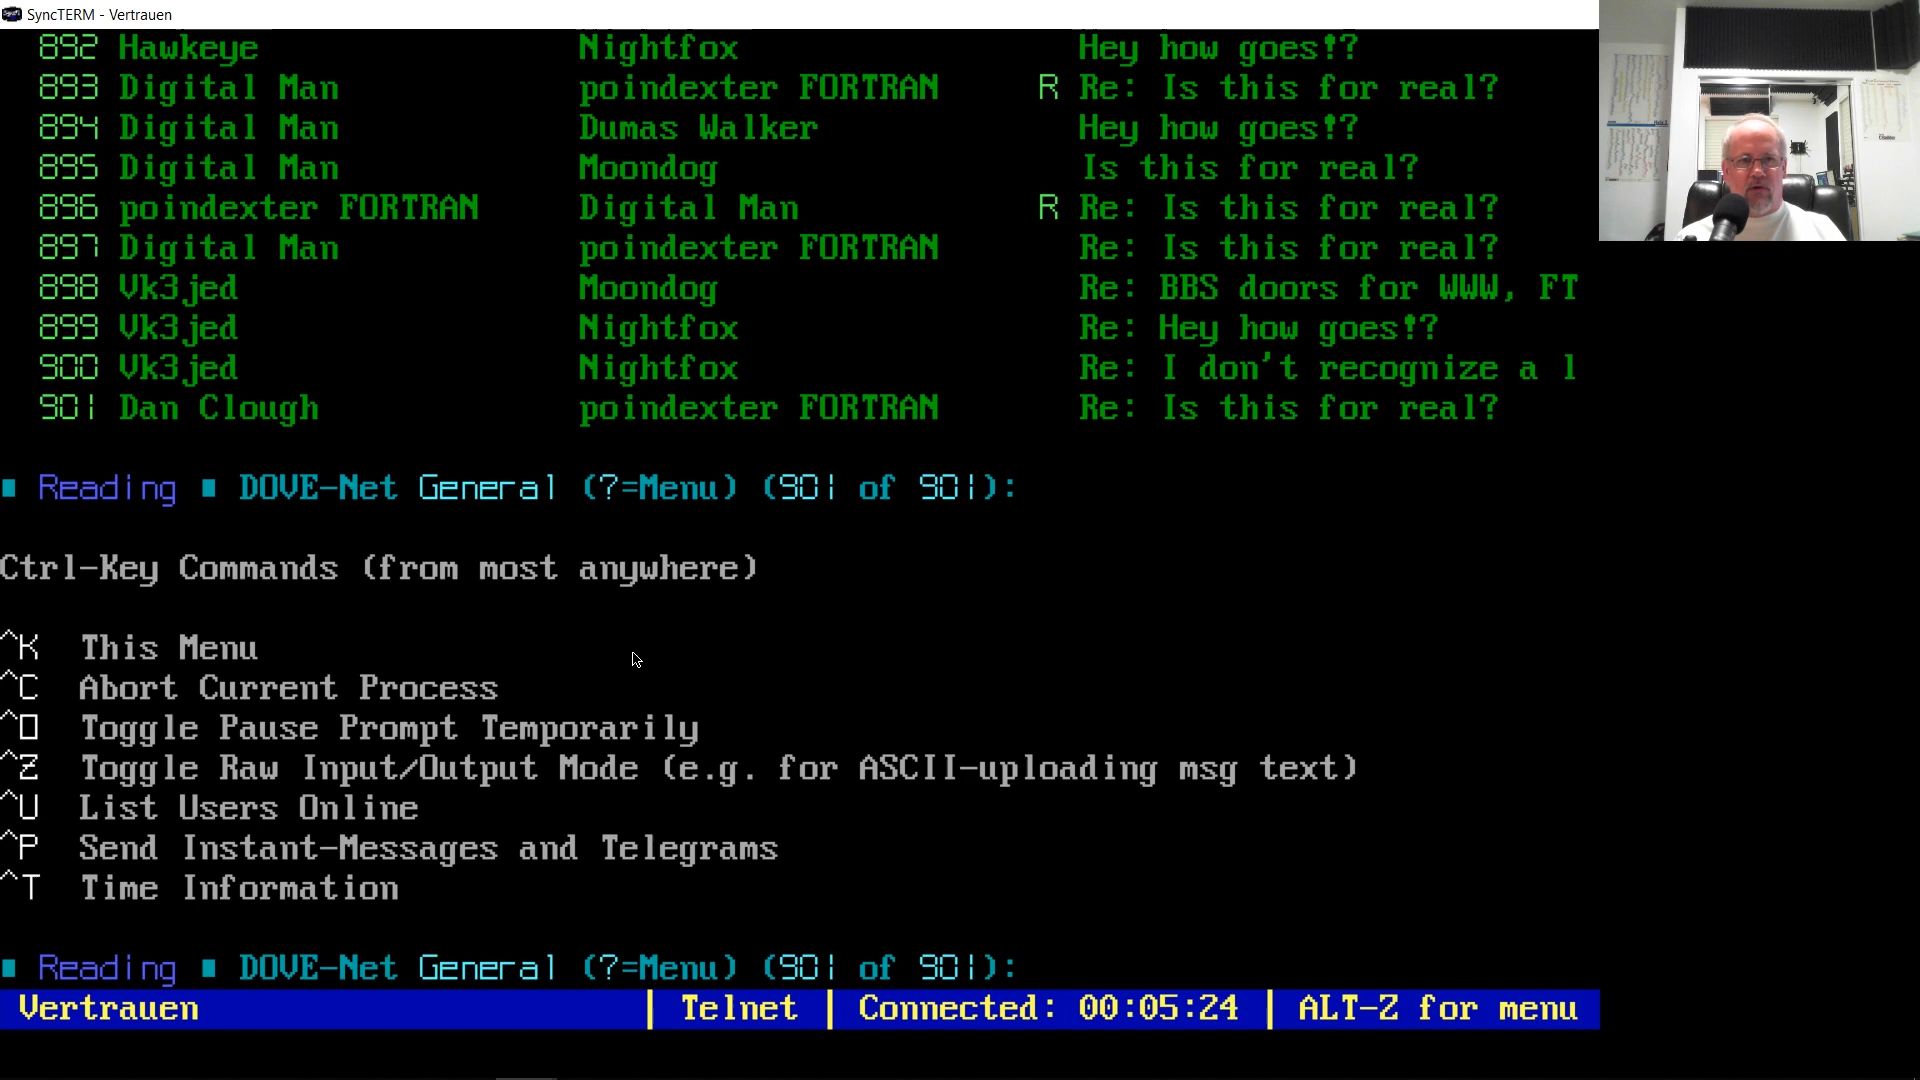 SyncTERM - Vertrauen
892 Hawkeye Nightfox Hey how goes!?
893 Digital Man poindexter FORTRAN R Re: Is this for real?
894 Digital Man Dumas Walker Hey how goes!?
895 Digital Man Moondog Is this for real?
896 poindexter FORTRAN Digital Man R Re: Is this for real?
897 Digital Man poindexter FORTRAN Re: Is this for real?
898 Vk3jed Moondog Re: BBS doors for WWW, FT
899 Vk3jed Nightfox Re: Hey how goes!?
900 Vk3jed Nightfox Re: I don't recognize a l
901 Dan Clough poindexter FORTRAN Re: Is this for real?
Reading DOVE-Net General (?=Menu) (901 of 901):
Ctrl-Key Commands (from most anywhere)
^K This Menu
^C Abort Current Process
^O Toggle Pause Prompt Temporarily
^Z Toggle Raw Input/Output Mode (e.g. for ASCII-uploading msg text)
^U List Users Online
^P Send Instant-Messages and Telegrams
^T Time Information
Reading DOVE-Net General (?=Menu) (901 of 901):
Vertrauen | Telnet | Connected: 00:05:24 | ALT-Z for menu